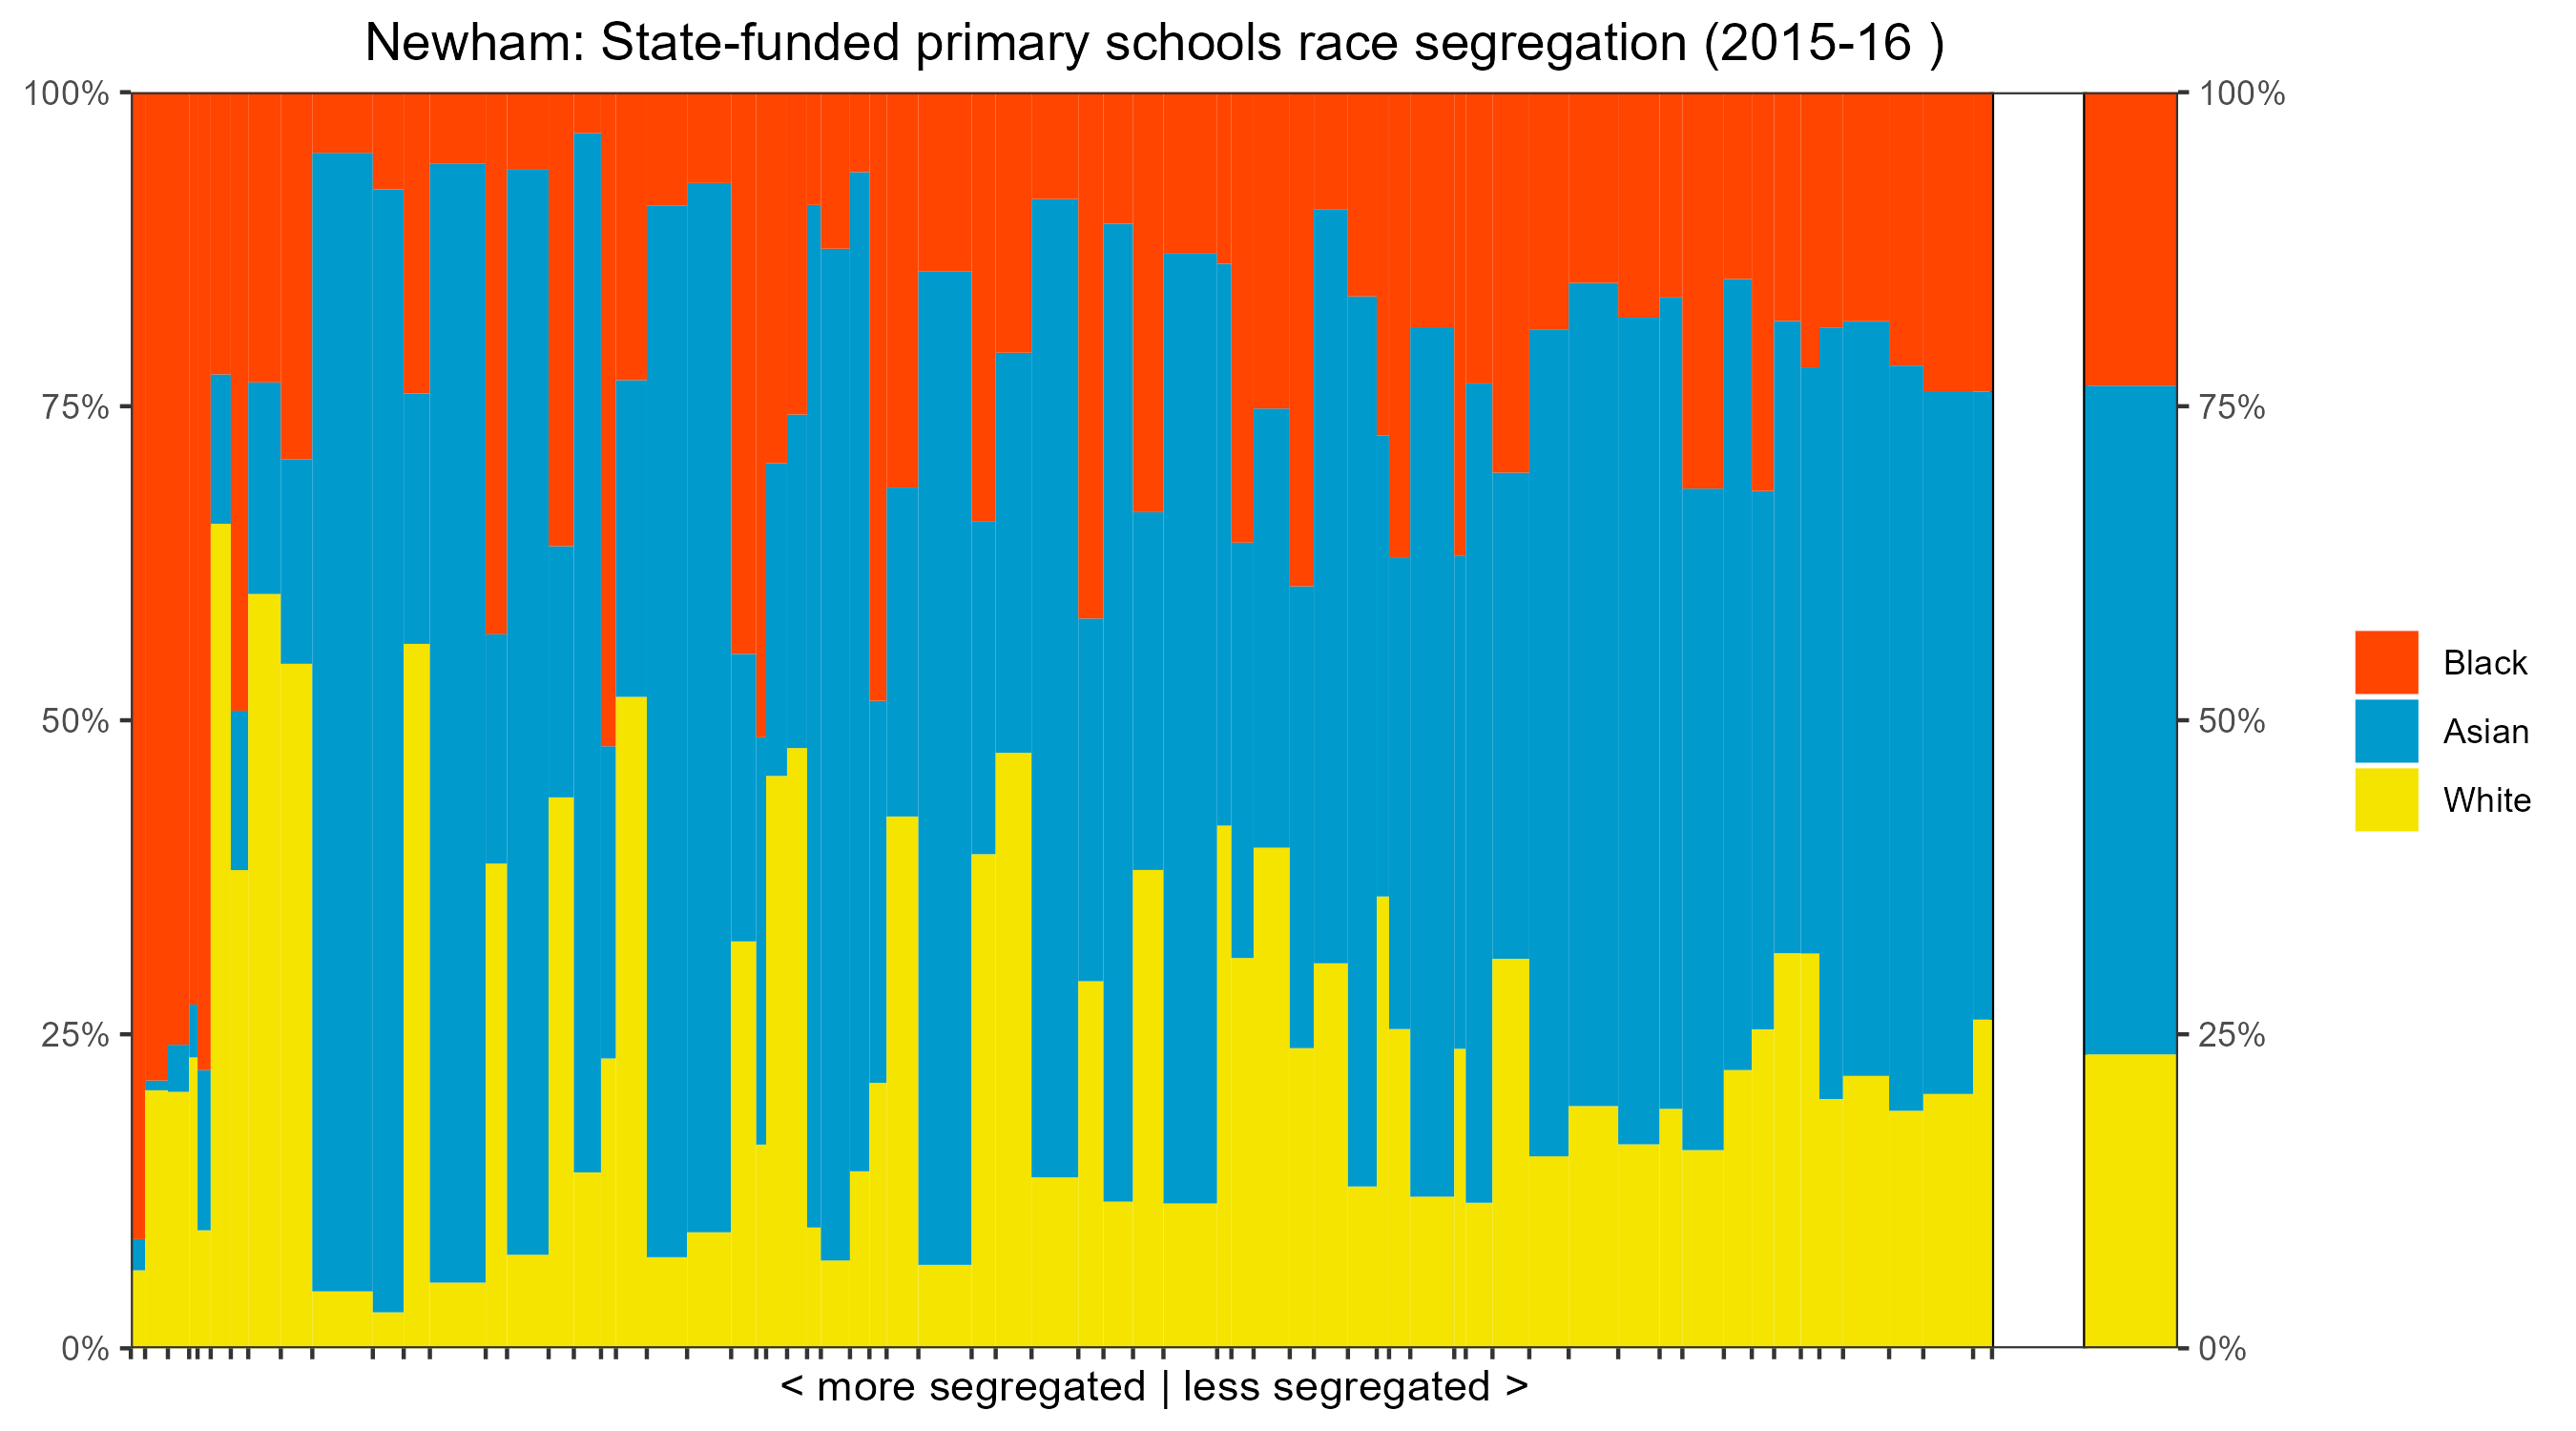 Newham: State-funded primary schools race segregation (2015-16 )
100%
75%
50%
25%
0%
100%
75%
50%
25%
0%
Black
Asian
White
< more segregated | less segregated >